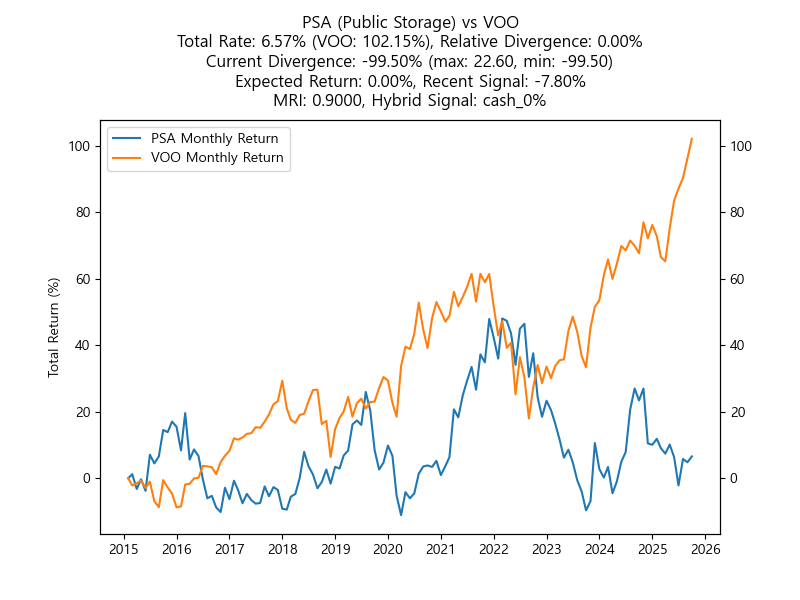 PSA (Public Storage) vs VOO
Total Rate: 6.57% (VOO: 102.15%), Relative Divergence: 0.00%
Current Divergence: -99.50% (max: 22.60, min: -99.50)
Expected Return: 0.00%, Recent Signal: -7.80%
MRI: 0.9000, Hybrid Signal: cash_0%
PSA Monthly Return
VOO Monthly Return
Total Return (%)
100
80
60
40
20
0
100
80
60
40
20
0
2015 2016 2017 2018 2019 2020 2021 2022 2023 2024 2025 2026